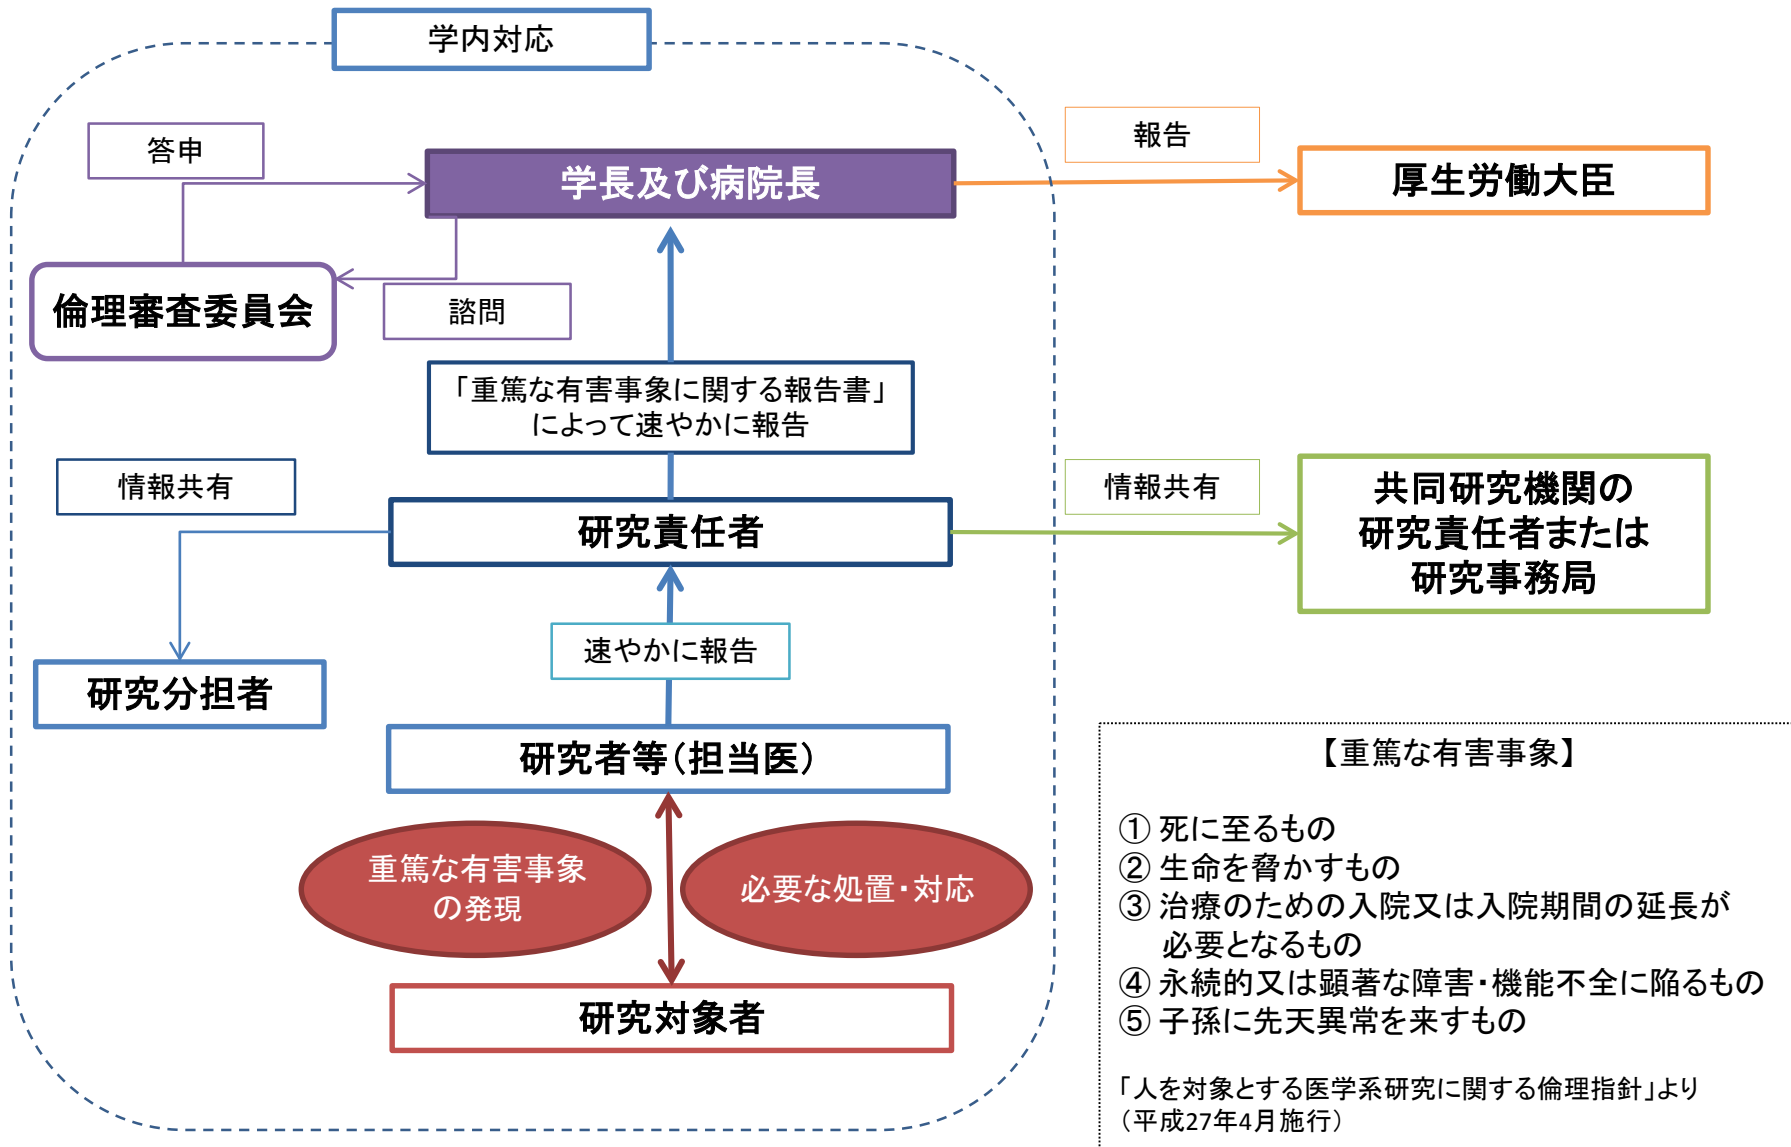 学内対応
答申
報告
学長及び病院長
厚生労働大臣
倫理審査委員会
諮問
「重篤な有害事象に関する報告書」
によって速やかに報告
情報共有
情報共有
研究責任者
共同研究機関の
研究責任者または
研究事務局
速やかに報告
研究分担者
研究者等（担当医）
重篤な有害事象
の発現
必要な処置・対応
研究対象者
【重篤な有害事象】
① 死に至るもの
② 生命を脅かすもの
③ 治療のための入院又は入院期間の延長が
必要となるもの
④ 永続的又は顕著な障害・機能不全に陥るもの
⑤ 子孫に先天異常を来すもの
「人を対象とする医学系研究に関する倫理指針」より
（平成27年4月施行）